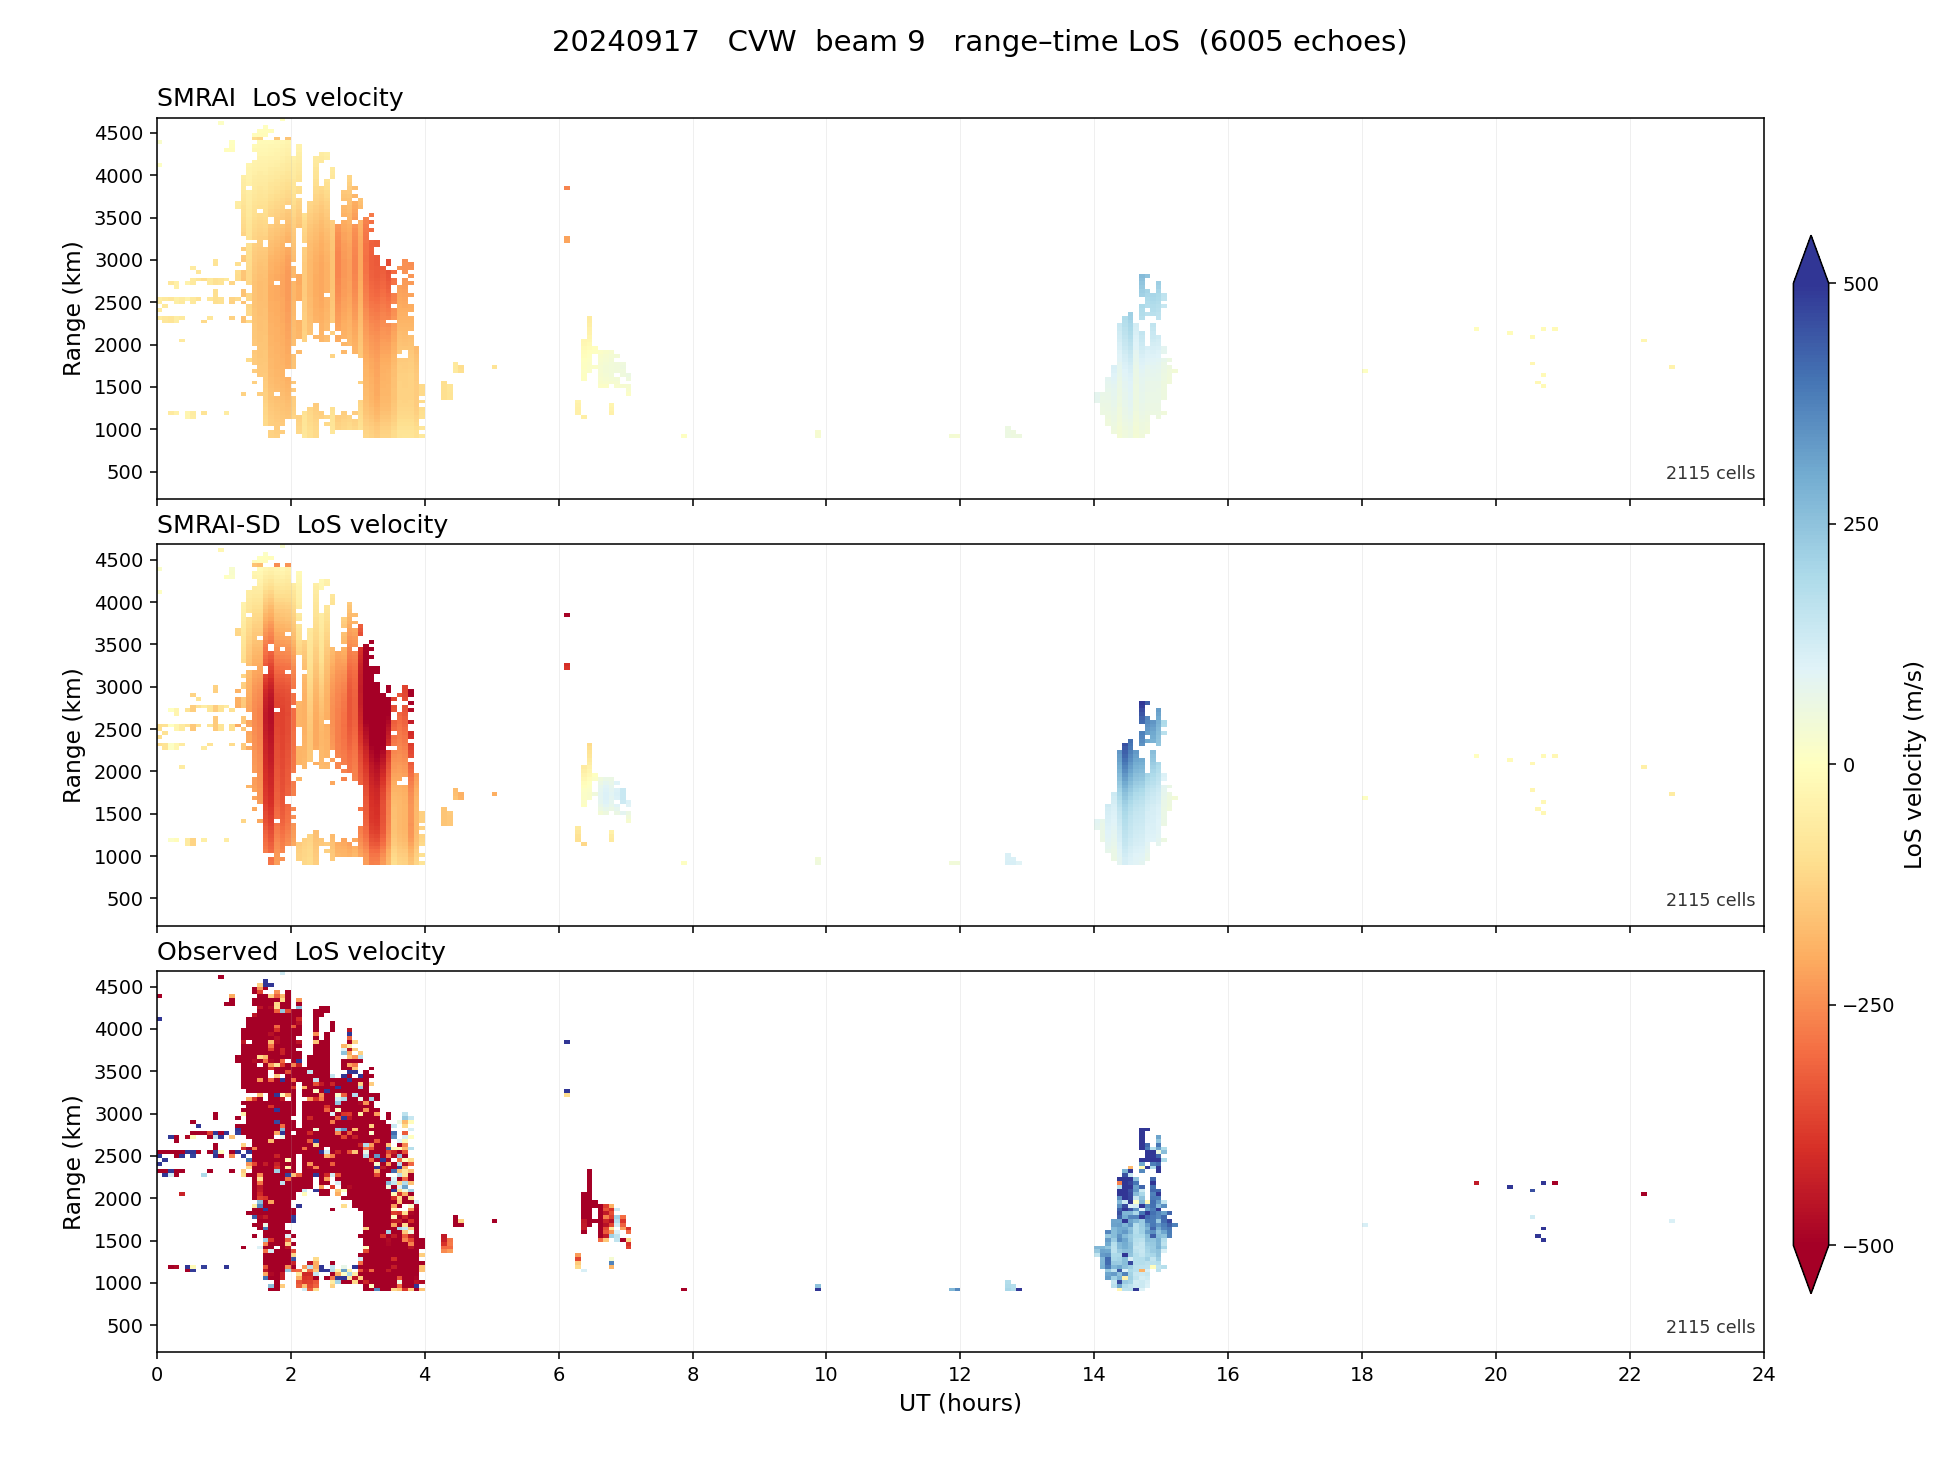 20240917   CVW  beam 9   range–time LoS  (6005 echoes)
SMRAI  LoS velocity
4500
4000
3500
3000
2500
2000
1500
1000
500
Range (km)
2115 cells
SMRAI-SD  LoS velocity
4500
4000
3500
3000
2500
2000
1500
1000
500
Range (km)
2115 cells
Observed  LoS velocity
4500
4000
3500
3000
2500
2000
1500
1000
500
Range (km)
2115 cells
0 2 4 6 8 10 12 14 16 18 20 22 24
UT (hours)
500
250
0
−250
−500
LoS velocity (m/s)